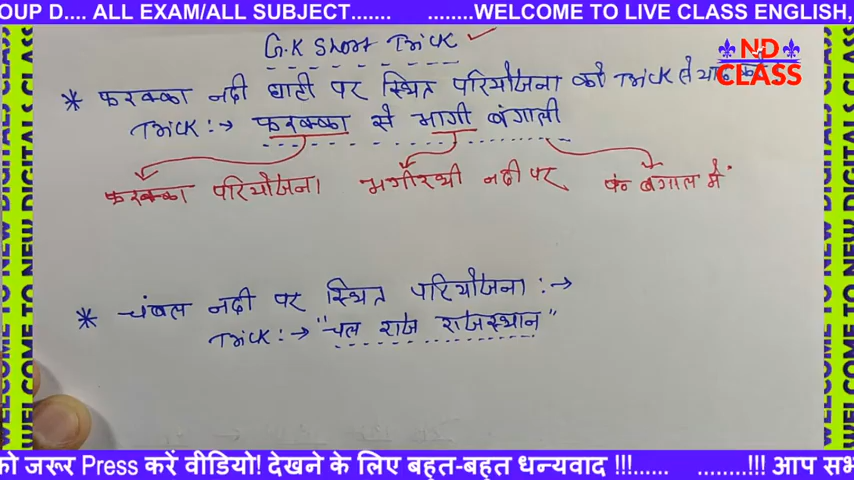 OUP D.... ALL EXAM/ALL SUBJECT....... ........WELCOME TO LIVE CLASS ENGLISH,
G.K Short Trick
ND
CLASS
* फरक्का नदी घाटी पर स्थित परियोजना को Trick से याद
Trick :→ फरक्का से भागी बंगाली
फरक्का परियोजना भगीरथी नदी पर प० बंगाल में
* चंबल नदी पर स्थित परियोजना :→
Trick :→ "चल राज राजस्थान"
को जरूर Press करें वीडियो! देखने के लिए बहुत-बहुत धन्यवाद !!!...... ........!!! आप सभ